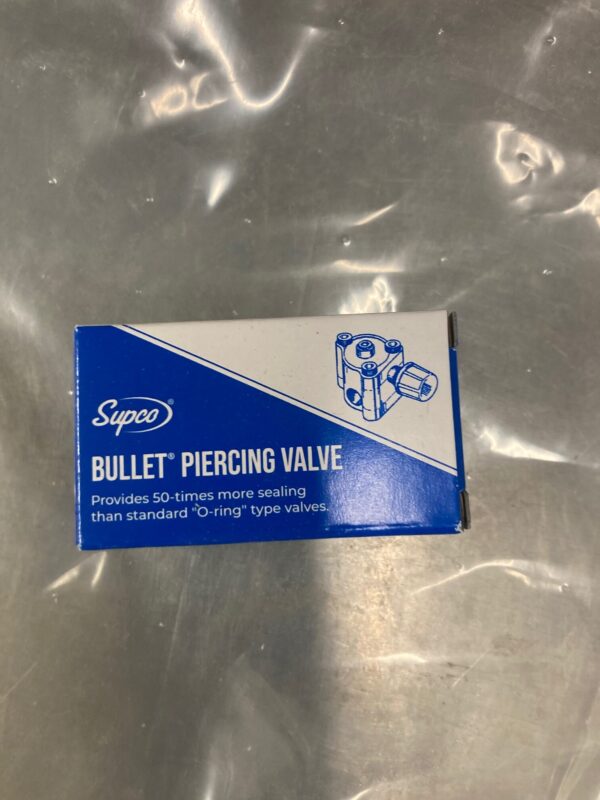 Supco®
BULLET® PIERCING VALVE
Provides 50-times more sealing
than standard "O-ring" type valves.